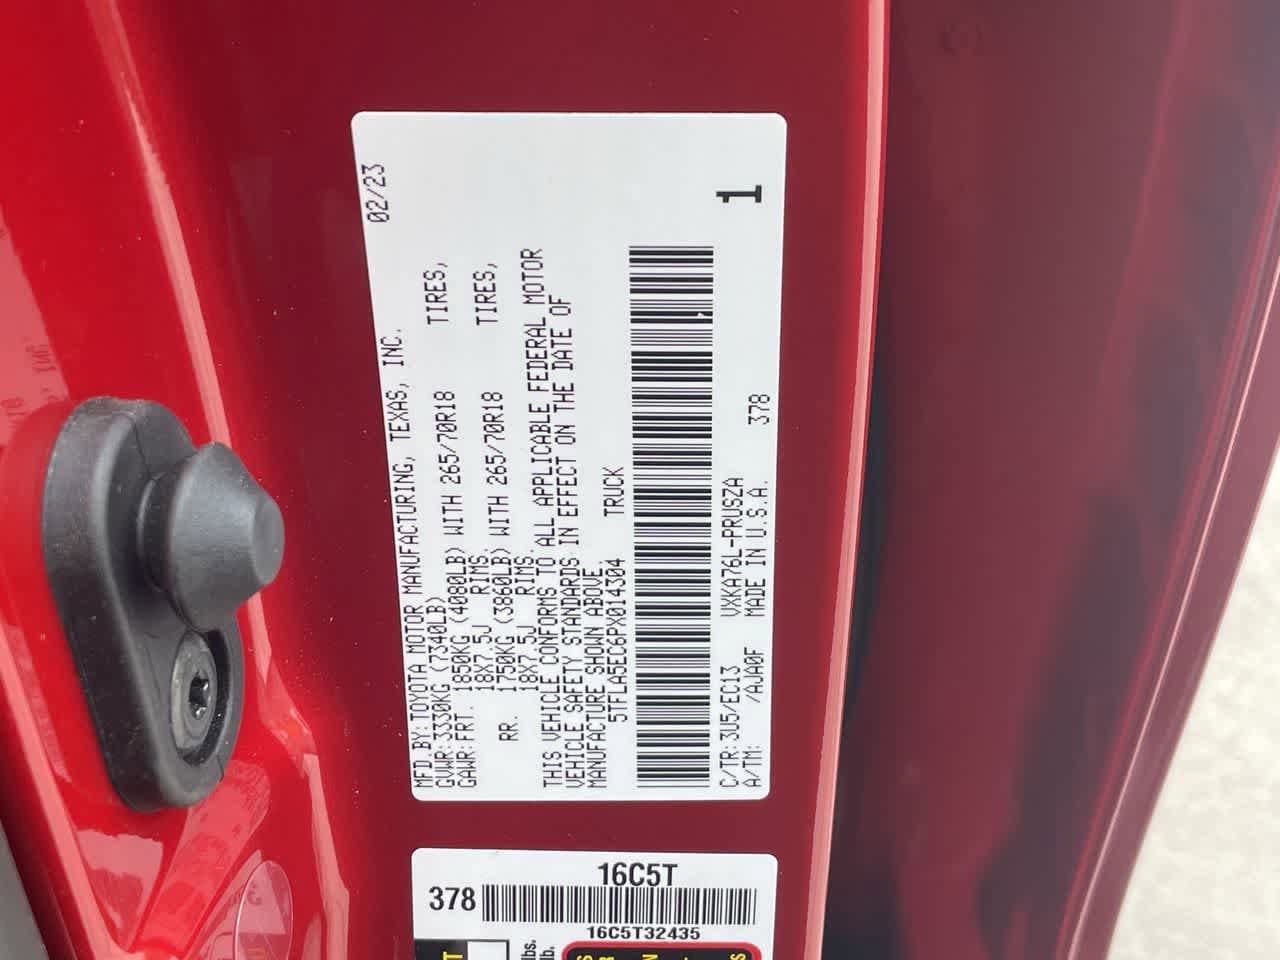 MFD.BY:TOYOTA MOTOR MANUFACTURING, TEXAS, INC. 02/23
GVWR:3330KG (7340LB)
GAWR:FRT. 1850KG (4080LB) WITH 265/70R18 TIRES,
18X7.5J RIMS.
RR. 1750KG (3860LB) WITH 265/70R18 TIRES,
18X7.5J RIMS.
THIS VEHICLE CONFORMS TO ALL APPLICABLE FEDERAL MOTOR
VEHICLE SAFETY STANDARDS IN EFFECT ON THE DATE OF
MANUFACTURE SHOWN ABOVE.
5TFLA5EC6PX014304 TRUCK
C/TR:3U5/EC13 VXKA76L-PRUSZA
A/TM: /AJA0F MADE IN U.S.A. 378
1
16C5T
378
16C5T32435
lbs.
lb.